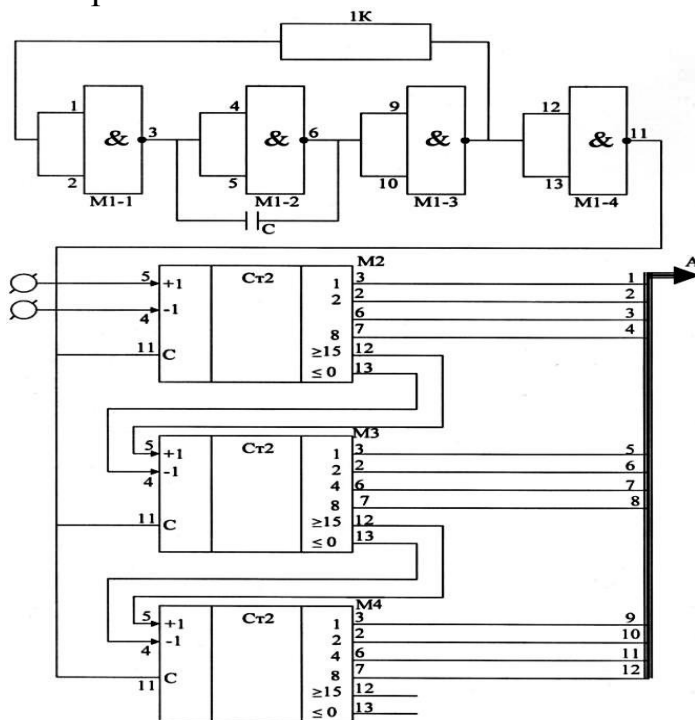 1K
1 & 3 4 & 6 9 & 12 & 11
2 5 10 13
M1-1 M1-2 M1-3 M1-4
C
M2 A
5 +1 Ст2 1 3 1
2 2 2
4 -1 6 3
8 7 4
11 C ≥15 12
≤ 0 13
M3
5 +1 Ст2 1 3 5
4 -1 2 2 6
4 6 7
8 7 8
11 C ≥15 12
≤ 0 13
M4
5 +1 Ст2 1 3 9
4 -1 2 2 10
4 6 11
11 C 8 7 12
≥15 12
≤ 0 13